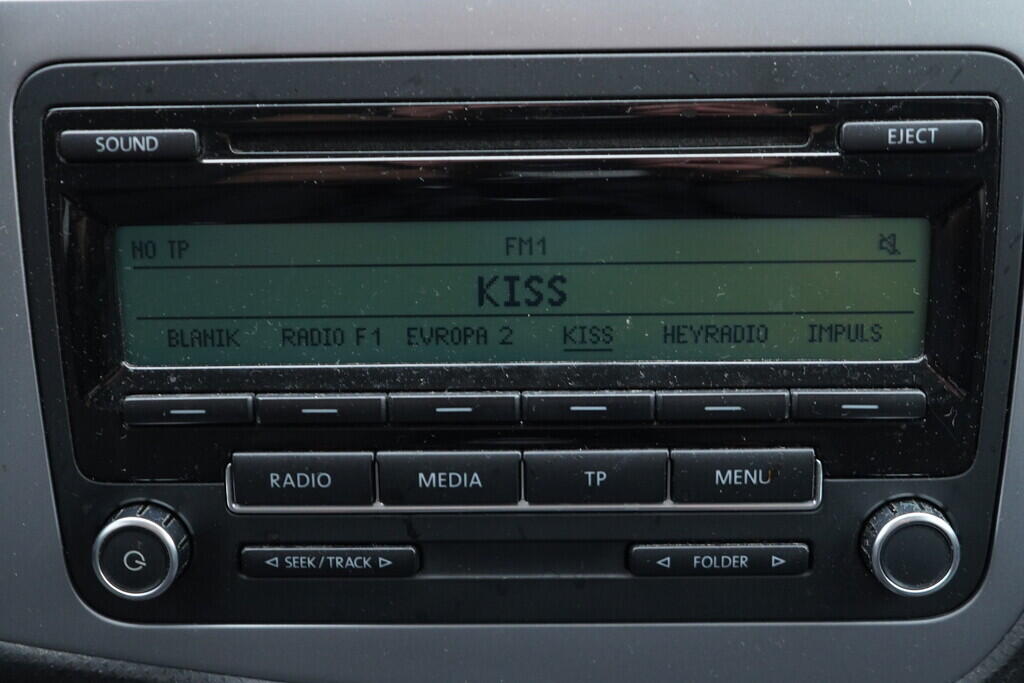 SOUND EJECT
NO TP FM1
KISS
BLANIK RADIO F1 EVROPA 2 KISS HEYRADIO IMPULS
RADIO MEDIA TP MENU
SEEK/TRACK FOLDER